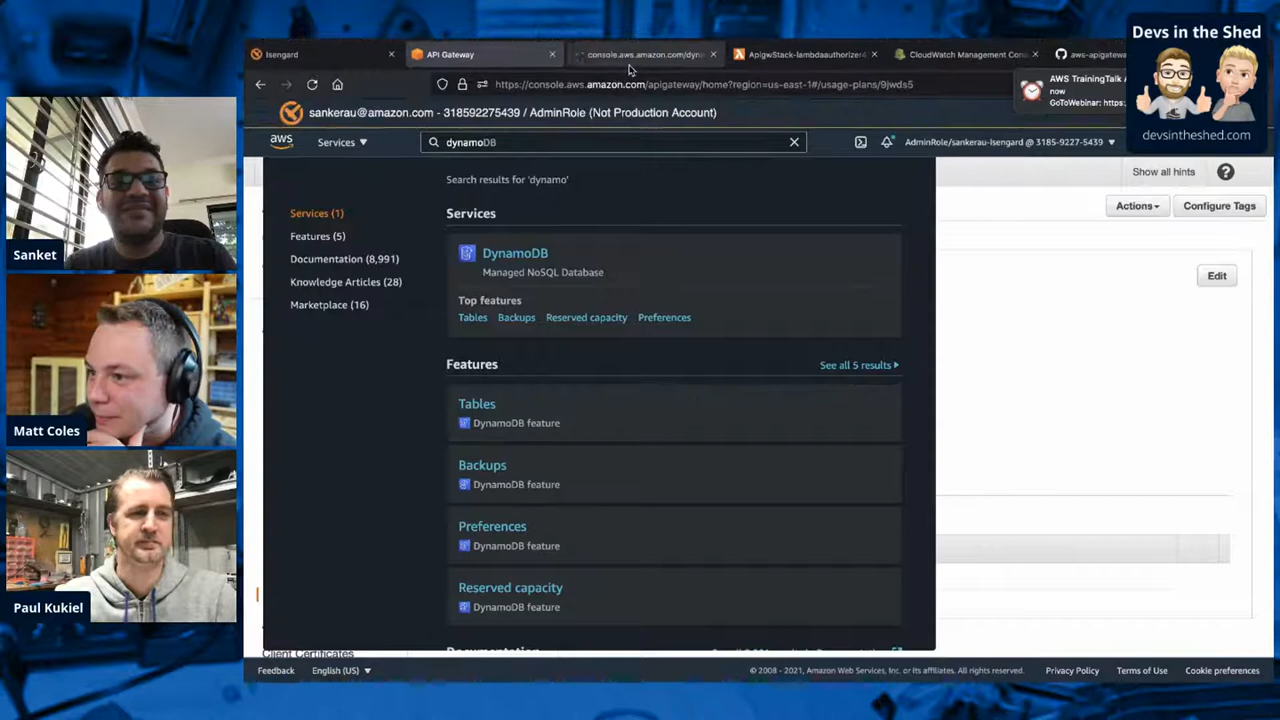 Devs in the Shed
devsintheshed.com
Isengard
API Gateway
console.aws.amazon.com/dyn
ApigwStack-lambdaauthorizer4
CloudWatch Management Con
aws-apigatew
https://console.aws.amazon.com/apigateway/home?region=us-east-1#/usage-plans/9jwds5
AWS TrainingTalk
now
GoToWebinar: https:
sankerau@amazon.com - 318592275439 / AdminRole (Not Production Account)
aws
Services
dynamoDB
AdminRole/sankerau-Isengard @ 3185-9227-5439
Show all hints
Actions
Configure Tags
Edit
Search results for 'dynamo'
Services (1)
Features (5)
Documentation (8,991)
Knowledge Articles (28)
Marketplace (16)
Services
DynamoDB
Managed NoSQL Database
Top features
Tables Backups Reserved capacity Preferences
Features
See all 5 results
Tables
DynamoDB feature
Backups
DynamoDB feature
Preferences
DynamoDB feature
Reserved capacity
DynamoDB feature
Client Certificates
Feedback
English (US)
© 2008 - 2021, Amazon Web Services, Inc. or its affiliates. All rights reserved.
Privacy Policy
Terms of Use
Cookie preferences
Sanket
Matt Coles
Paul Kukiel